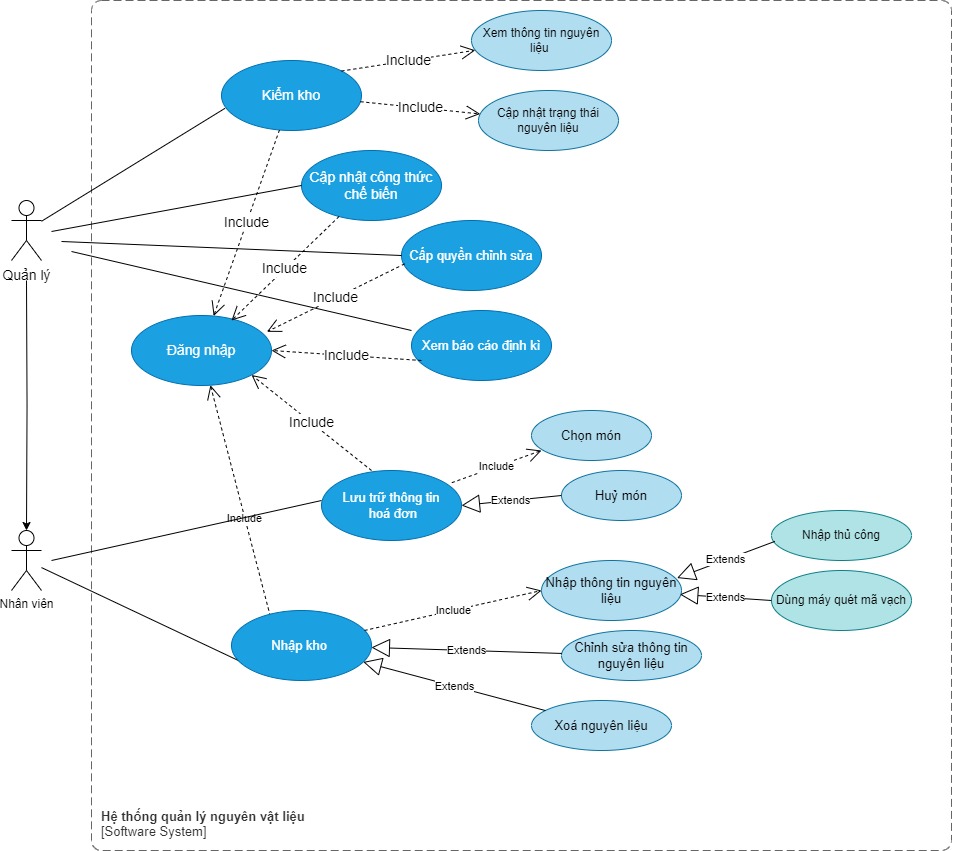 Xem thông tin nguyên
liệu
Include
Kiểm kho
Include
Cập nhật trạng thái
nguyên liệu
Cập nhật công thức
chế biến
Include
Quản lý
Cấp quyền chỉnh sửa
Include
Include
Đăng nhập
Include
Xem báo cáo định kì
Include
Chọn món
Include
Lưu trữ thông tin
hoá đơn
Extends
Huỷ món
Include
Nhập thủ công
Extends
Nhân viên
Nhập thông tin nguyên
liệu
Extends
Dùng máy quét mã vạch
Include
Nhập kho
Extends
Chỉnh sửa thông tin
nguyên liệu
Extends
Xoá nguyên liệu
Hệ thống quản lý nguyên vật liệu
[Software System]